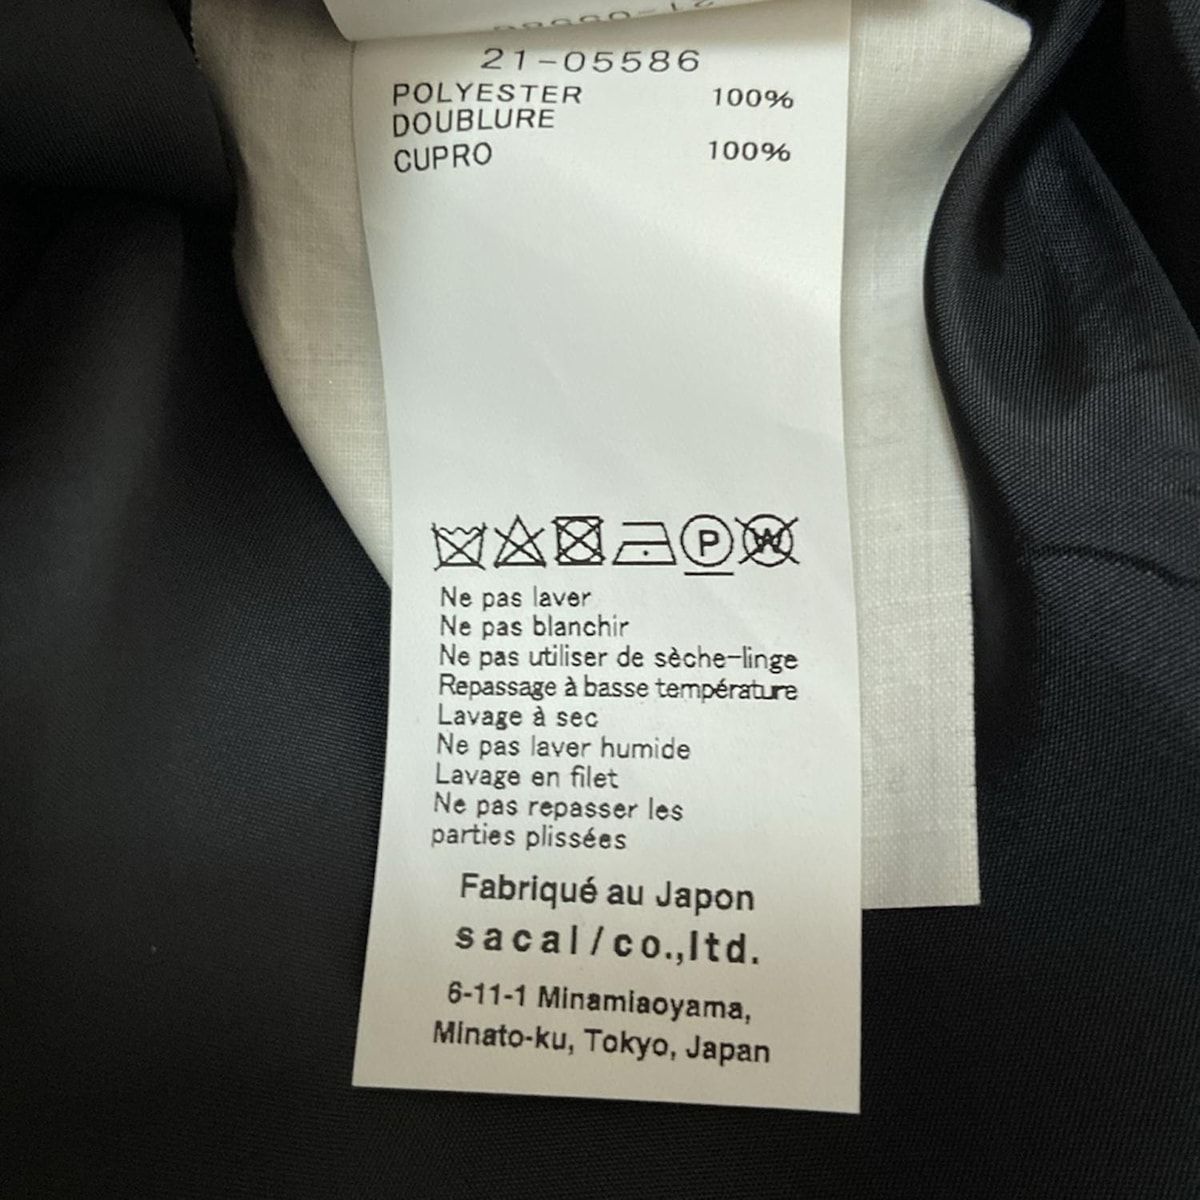 21-05586
POLYESTER 100%
DOUBLURE
CUPRO 100%
P W
Ne pas laver
Ne pas blanchir
Ne pas utiliser de sèche-linge
Repassage à basse température
Lavage à sec
Ne pas laver humide
Lavage en filet
Ne pas repasser les
parties plissées
Fabriqué au Japon
sacai/co.,ltd.
6-11-1 Minamiaoyama,
Minato-ku, Tokyo, Japan